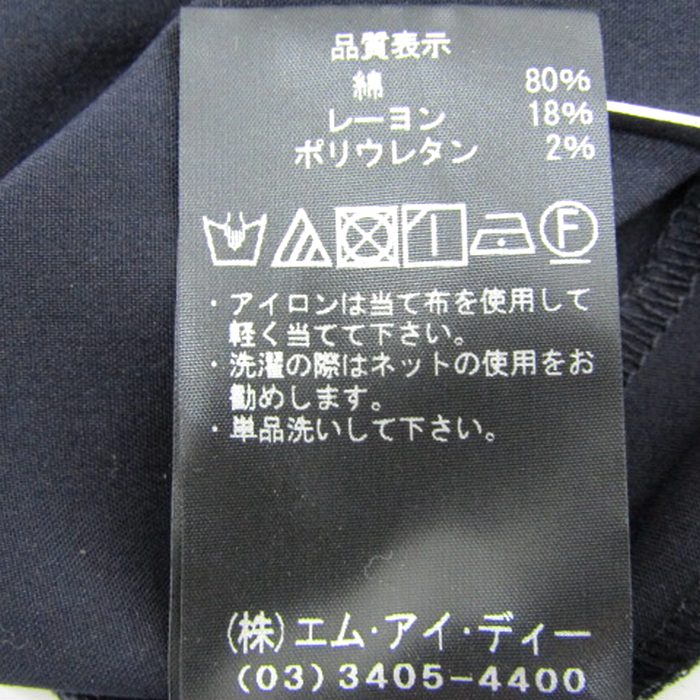 品質表示
綿 80%
レーヨン 18%
ポリウレタン 2%
F
・アイロンは当て布を使用して
軽く当てて下さい。
・洗濯の際はネットの使用をお
勧めします。
・単品洗いして下さい。
(株)エム・アイ・ディー
(03)3405-4400